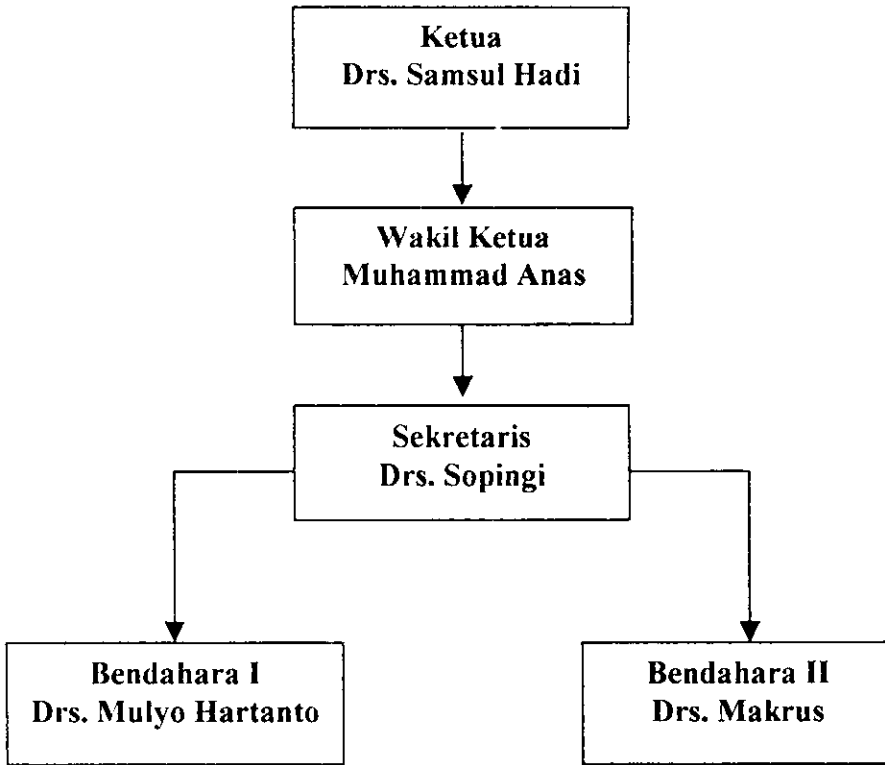 Ketua
Drs. Samsul Hadi
Wakil Ketua
Muhammad Anas
Sekretaris
Drs. Sopingi
Bendahara I
Drs. Mulyo Hartanto
Bendahara II
Drs. Makrus